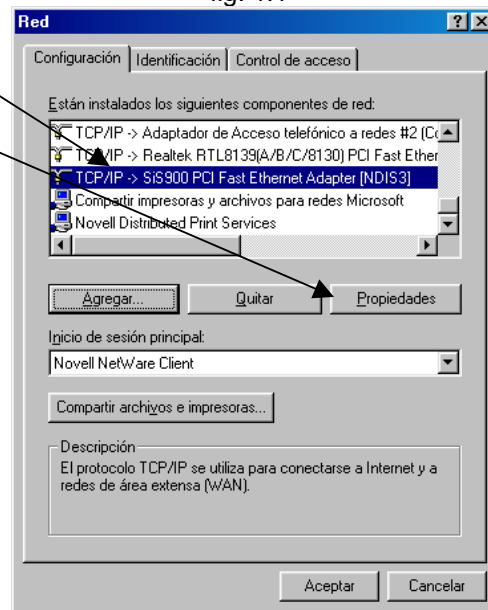 Red
Configuración Identificación Control de acceso
Están instalados los siguientes componentes de red:
TCP/IP -> Adaptador de Acceso telefónico a redes #2 (Co
TCP/IP -> Realtek RTL8139(A/B/C/8130) PCI Fast Ether
TCP/IP -> SiS900 PCI Fast Ethernet Adapter [NDIS3]
Compartir impresoras y archivos para redes Microsoft
Novell Distributed Print Services
Agregar... Quitar Propiedades
Inicio de sesión principal:
Novell NetWare Client
Compartir archivos e impresoras...
Descripción
El protocolo TCP/IP se utiliza para conectarse a Internet y a
redes de área extensa (WAN).
Aceptar Cancelar